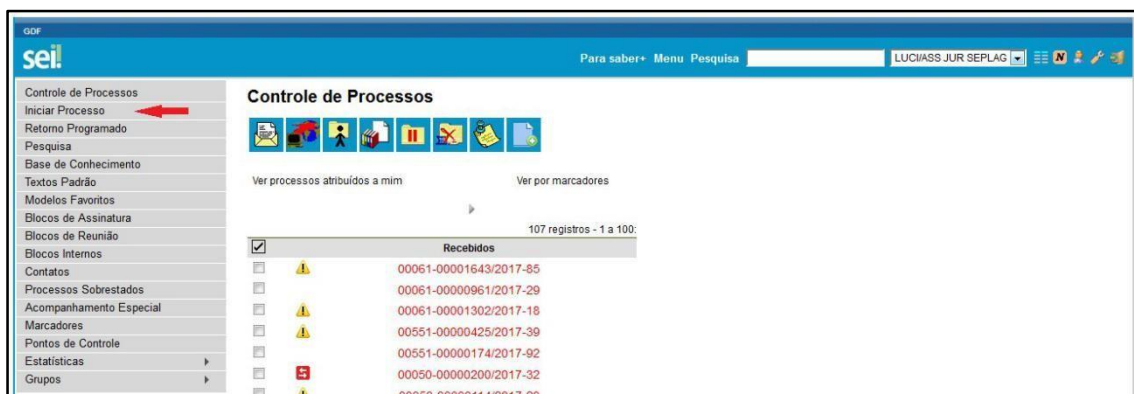 GDF
sei!
Para saber+ Menu Pesquisa LUCI/ASS JUR SEPLAG N
Controle de Processos
Iniciar Processo
Retorno Programado
Pesquisa
Base de Conhecimento
Textos Padrão
Modelos Favoritos
Blocos de Assinatura
Blocos de Reunião
Blocos Internos
Contatos
Processos Sobrestados
Acompanhamento Especial
Marcadores
Pontos de Controle
Estatísticas
Grupos
Controle de Processos
Ver processos atribuídos a mim Ver por marcadores
107 registros - 1 a 100:
Recebidos
00061-00001643/2017-85
00061-00000961/2017-29
00061-00001302/2017-18
00551-00000425/2017-39
00551-00000174/2017-92
00050-00000200/2017-32